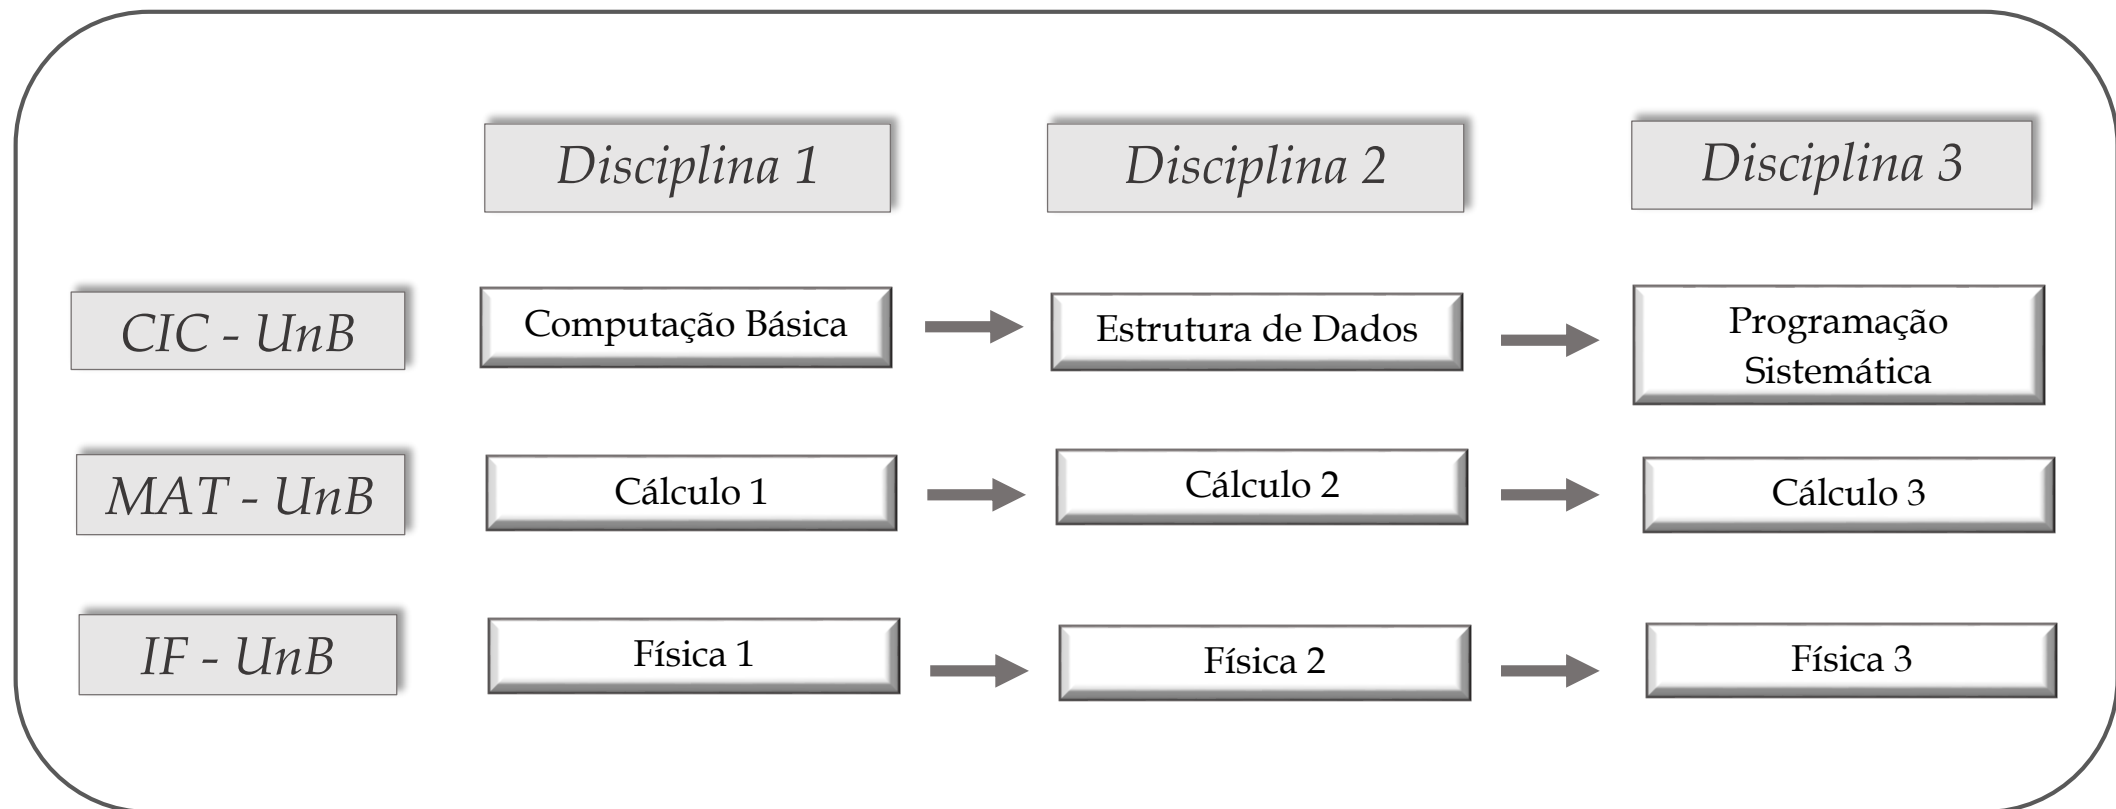 Disciplina 1
Disciplina 2
Disciplina 3
CIC - UnB
Computação Básica
Estrutura de Dados
Programação
Sistemática
MAT - UnB
Cálculo 1
Cálculo 2
Cálculo 3
IF - UnB
Física 1
Física 2
Física 3